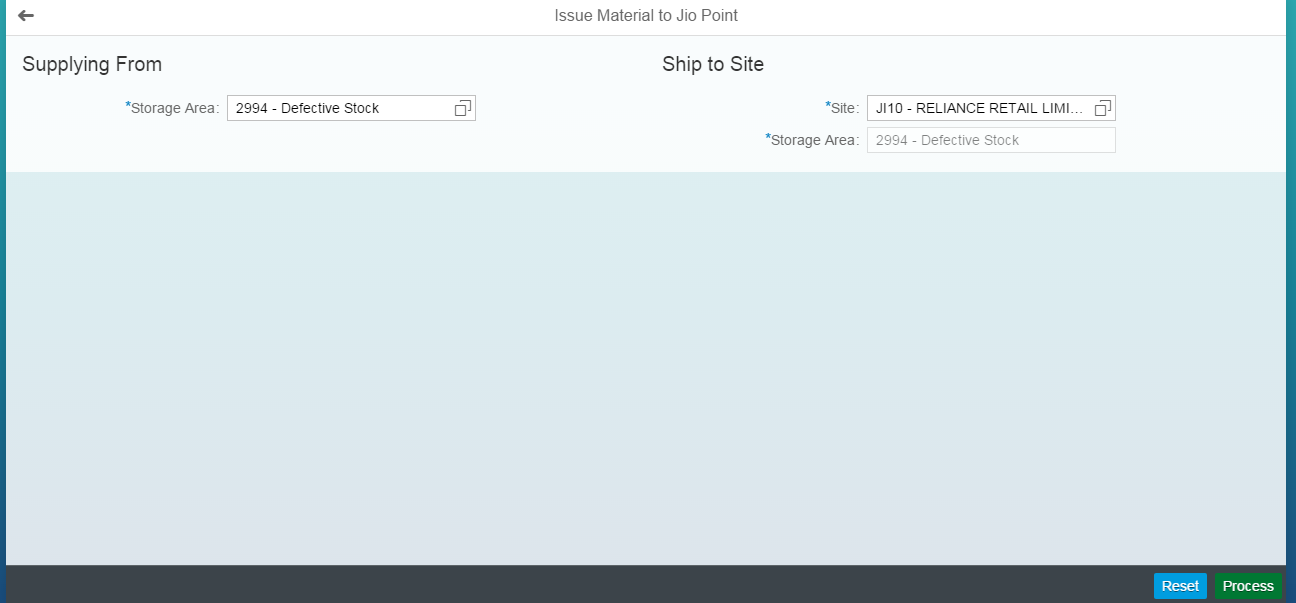 Issue Material to Jio Point
Supplying From
*Storage Area: 2994 - Defective Stock
Ship to Site
*Site: JI10 - RELIANCE RETAIL LIMI...
*Storage Area: 2994 - Defective Stock
Reset Process